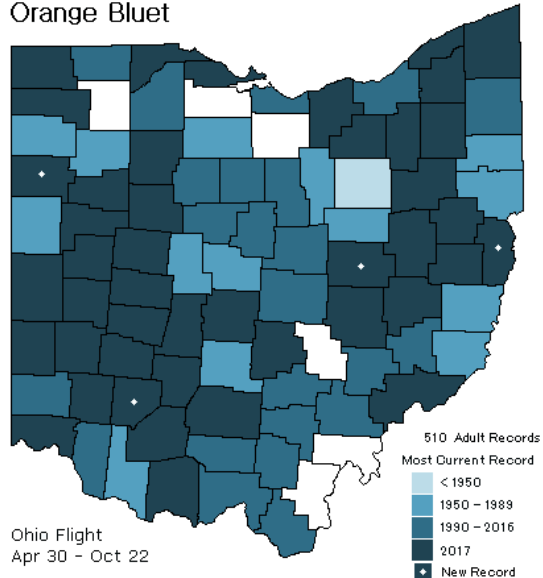 Orange Bluet
510 Adult Records
Most Current Record
<1950
1950 - 1989
1990 - 2016
2017
New Record
Ohio Flight
Apr 30 - Oct 22